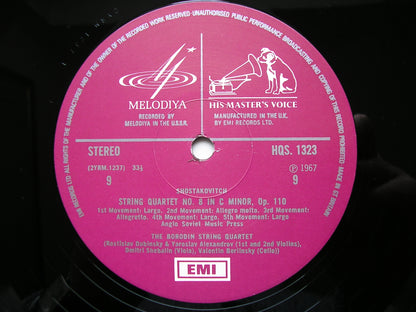 ALL RIGHTS OF THE MANUFACTURER AND OF THE OWNER OF THE RECORDED WORK RESERVED·UNAUTHORISED PUBLIC PERFORMANCE BROADCASTING AND COPYING OF THIS RECORD PROHIBITED MADE IN GT. BRITAIN
MELODIYA
HIS MASTER'S VOICE
RECORDED BY
MELODIYA IN THE U.S.S.R.
MANUFACTURED IN THE U.K.
BY EMI RECORDS LTD.
STEREO
HQS. 1323
(2YRM.1237) 33⅓
℗ 1967
9
9
SHOSTAKOVITCH
STRING QUARTET NO. 8 IN C MINOR, Op. 110
1st Movement: Largo, 2nd Movement: Allegro molto, 3rd Movement:
Allegretto, 4th Movement: Largo, 5th Movement: Largo
Anglo Soviet Music Press
THE BORODIN STRING QUARTET
(Rostislav Dubinsky & Yaroslav Alexandrov (1st and 2nd Violins),
Dmitri Shebalin (Viola), Valentin Berlinsky (Cello))
EMI